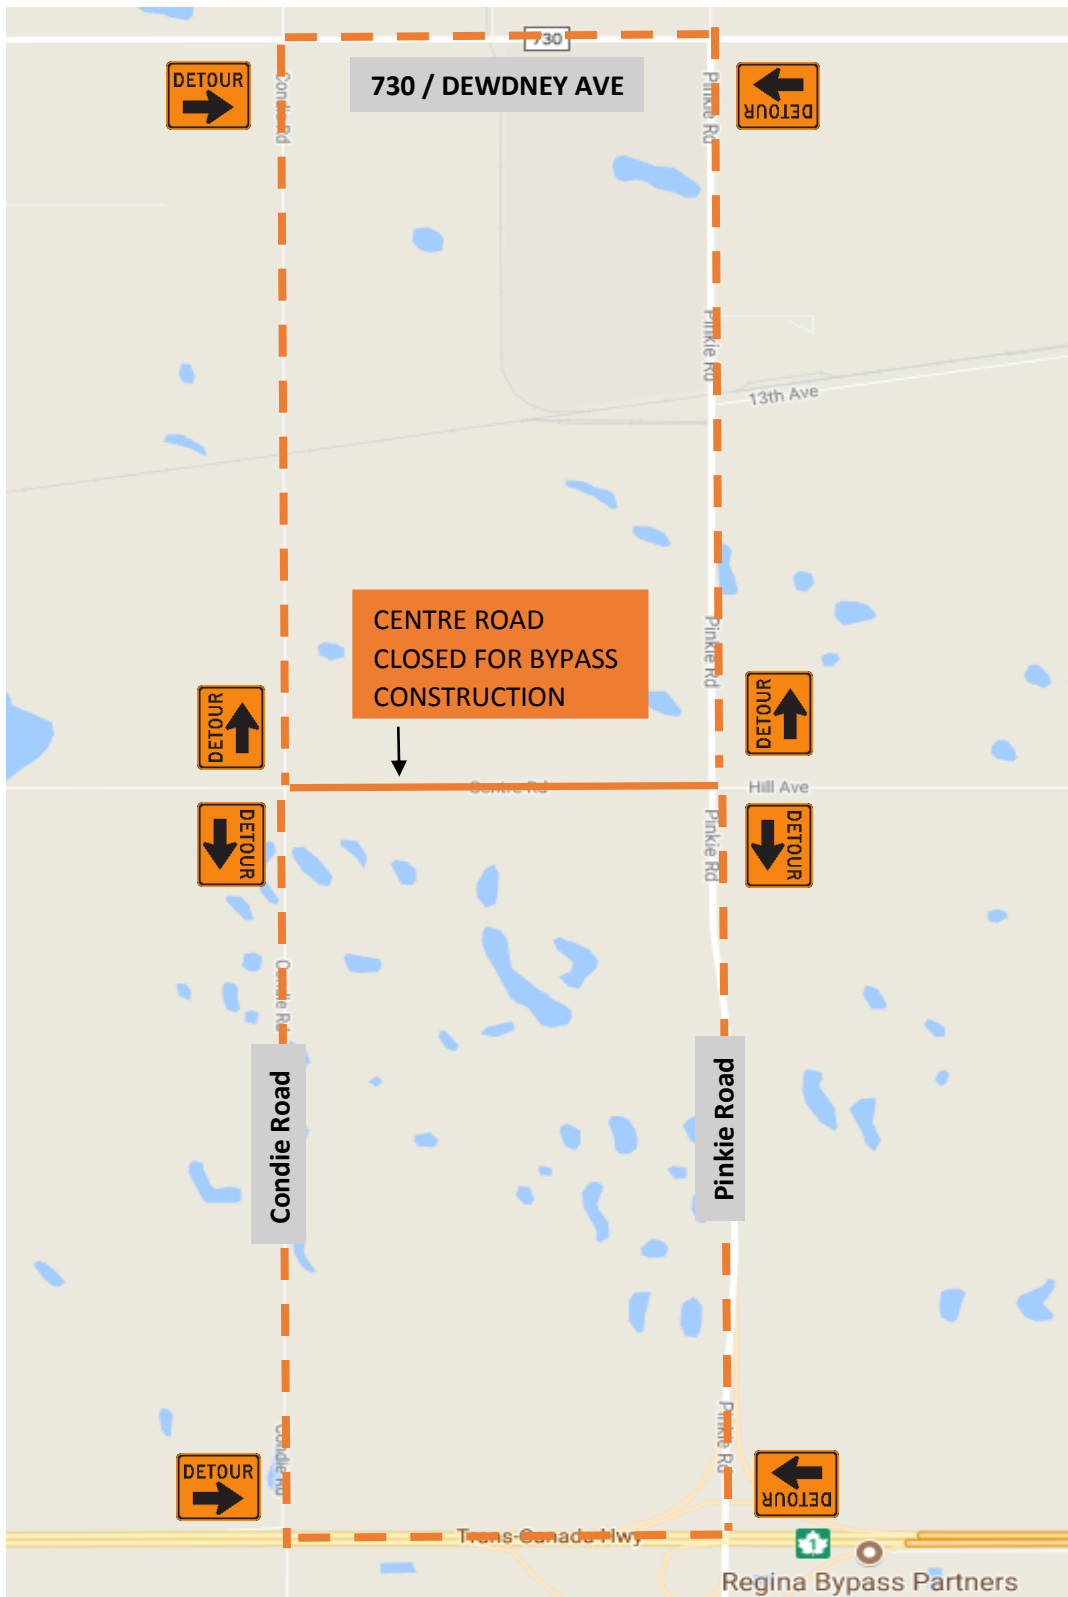 730
730 / DEWDNEY AVE
DETOUR
Condie Rd
Pinkie Rd
DETOUR
Pinkie Rd
13th Ave
CENTRE ROAD
CLOSED FOR BYPASS
CONSTRUCTION
Pinkie Rd
DETOUR
DETOUR
Centre Rd
Hill Ave
DETOUR
Pinkie Rd
DETOUR
Condie Rd
Condie Road
Pinkie Road
Condie Rd
Pinkie Rd
DETOUR
DETOUR
Trans-Canada Hwy
1
Regina Bypass Partners